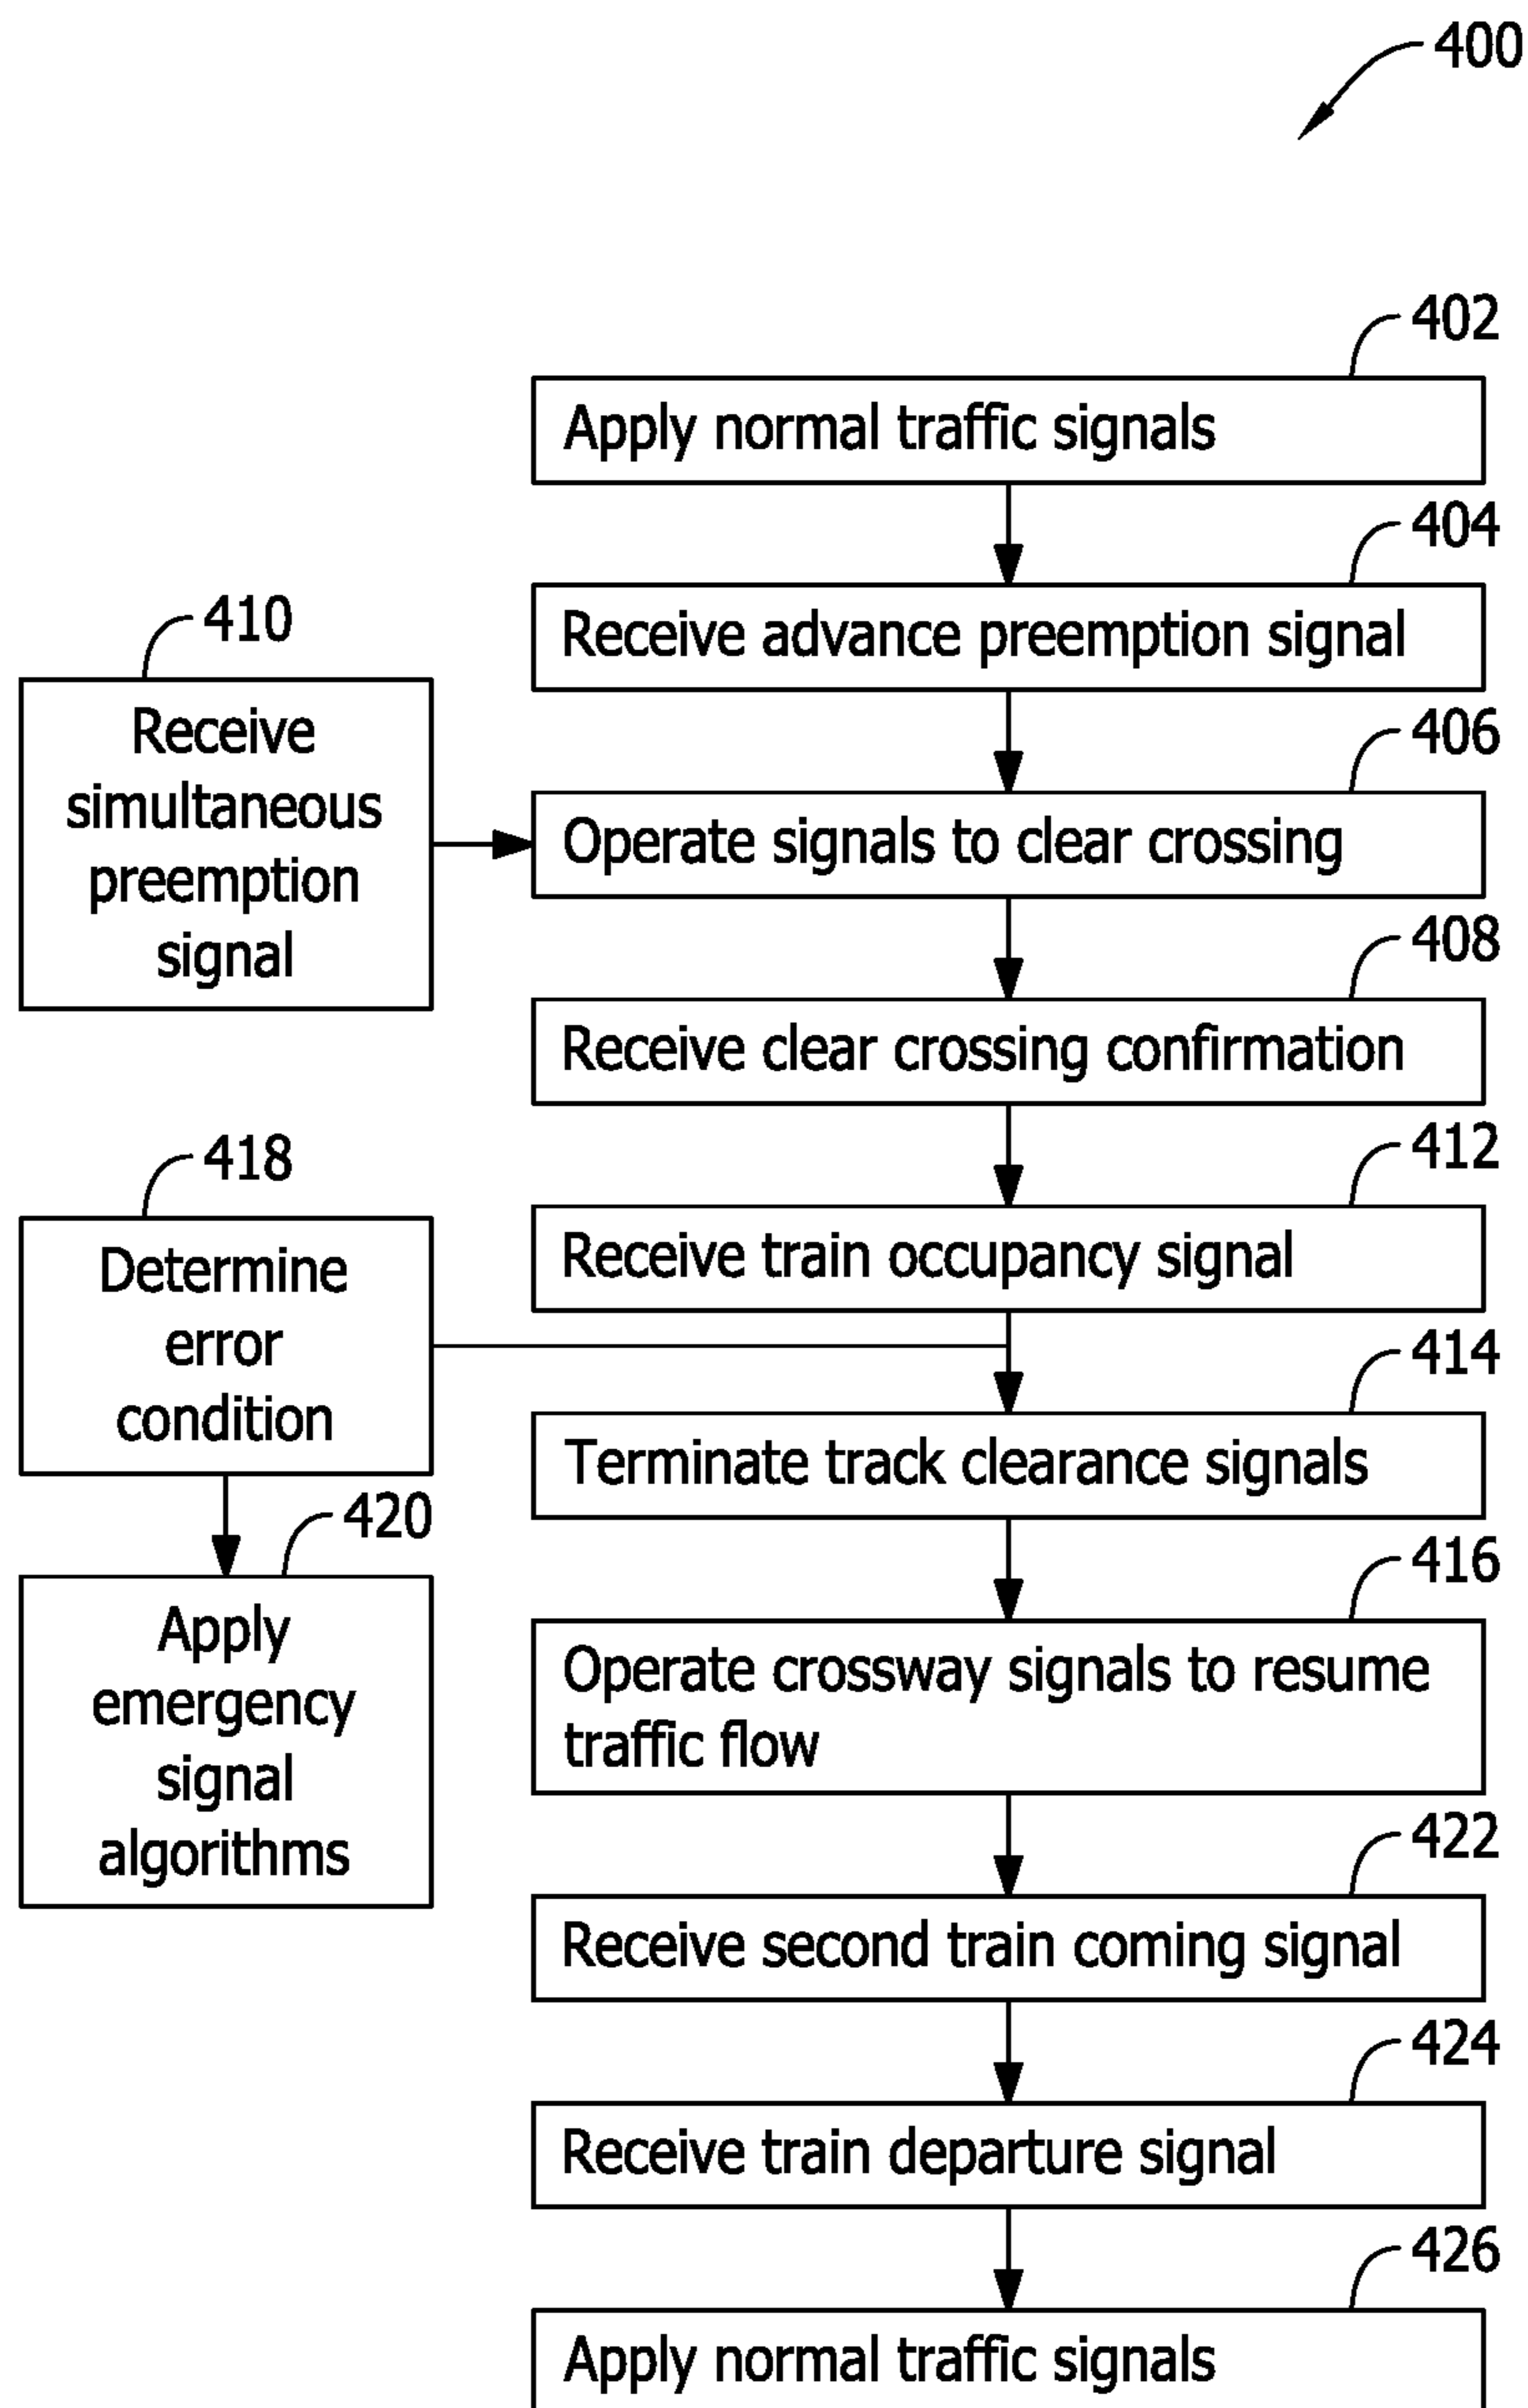 400
402
Apply normal traffic signals
404
Receive advance preemption signal
410
Receive
simultaneous
preemption
signal
406
Operate signals to clear crossing
408
Receive clear crossing confirmation
412
Receive train occupancy signal
418
Determine
error
condition
414
Terminate track clearance signals
420
Apply
emergency
signal
algorithms
416
Operate crossway signals to resume
traffic flow
422
Receive second train coming signal
424
Receive train departure signal
426
Apply normal traffic signals